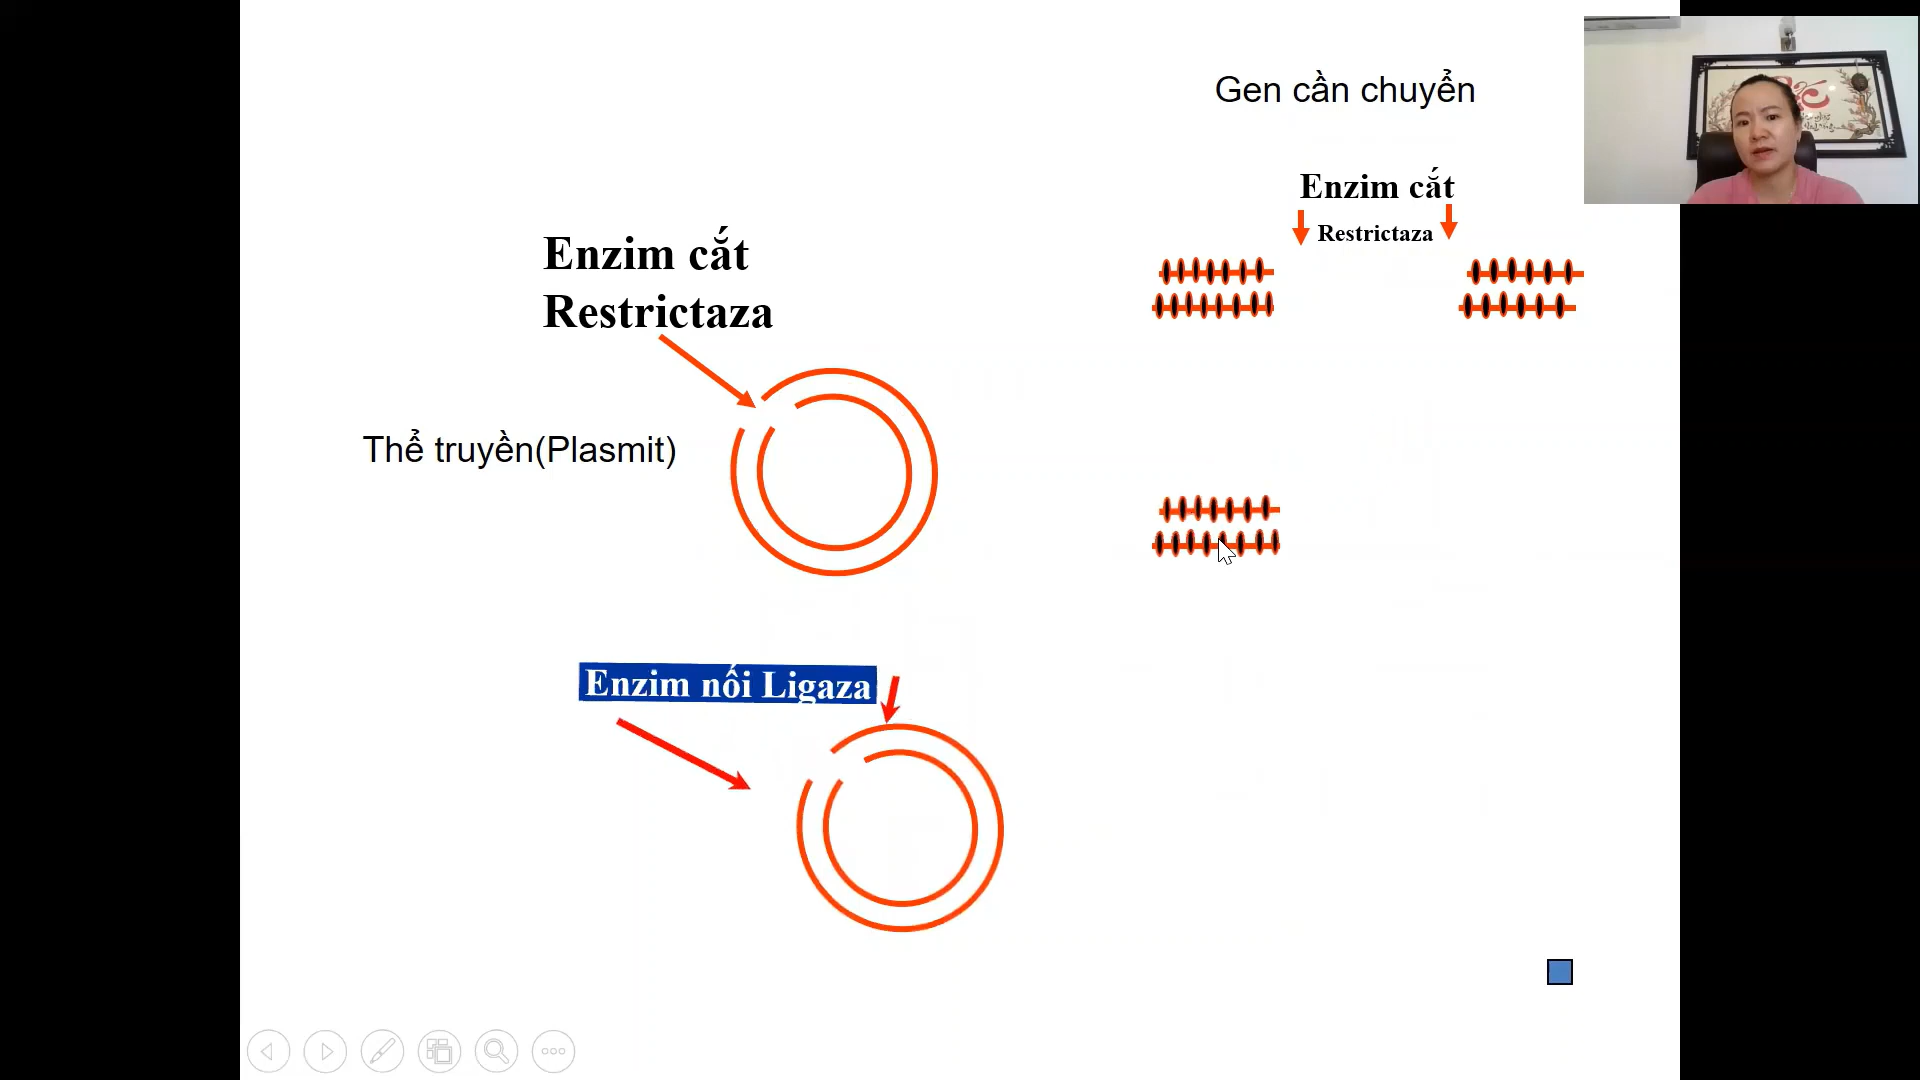 Gen cần chuyển
Enzim cắt
Restrictaza
Enzim cắt
Restrictaza
Thể truyền(Plasmit)
Enzim nối Ligaza